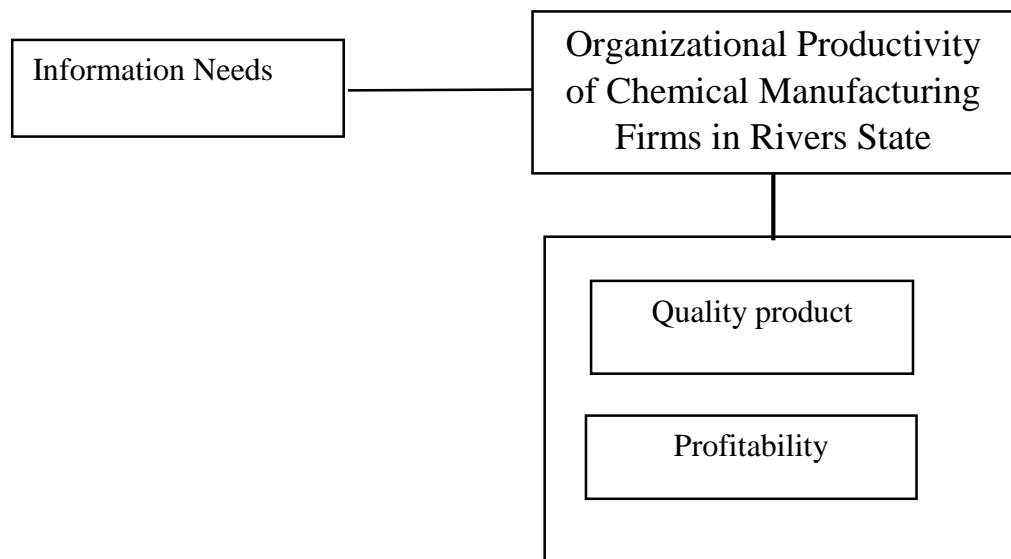 Information Needs
Organizational Productivity
of Chemical Manufacturing
Firms in Rivers State
Quality product
Profitability